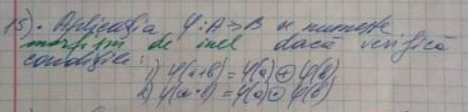 15). Aplicația φ: A → B se numește
morfism de inel dacă verifică
condițiile:
1) φ(a+b) = φ(a) ⊕ φ(b)
2) φ(a·b) = φ(a) ⊙ φ(b)